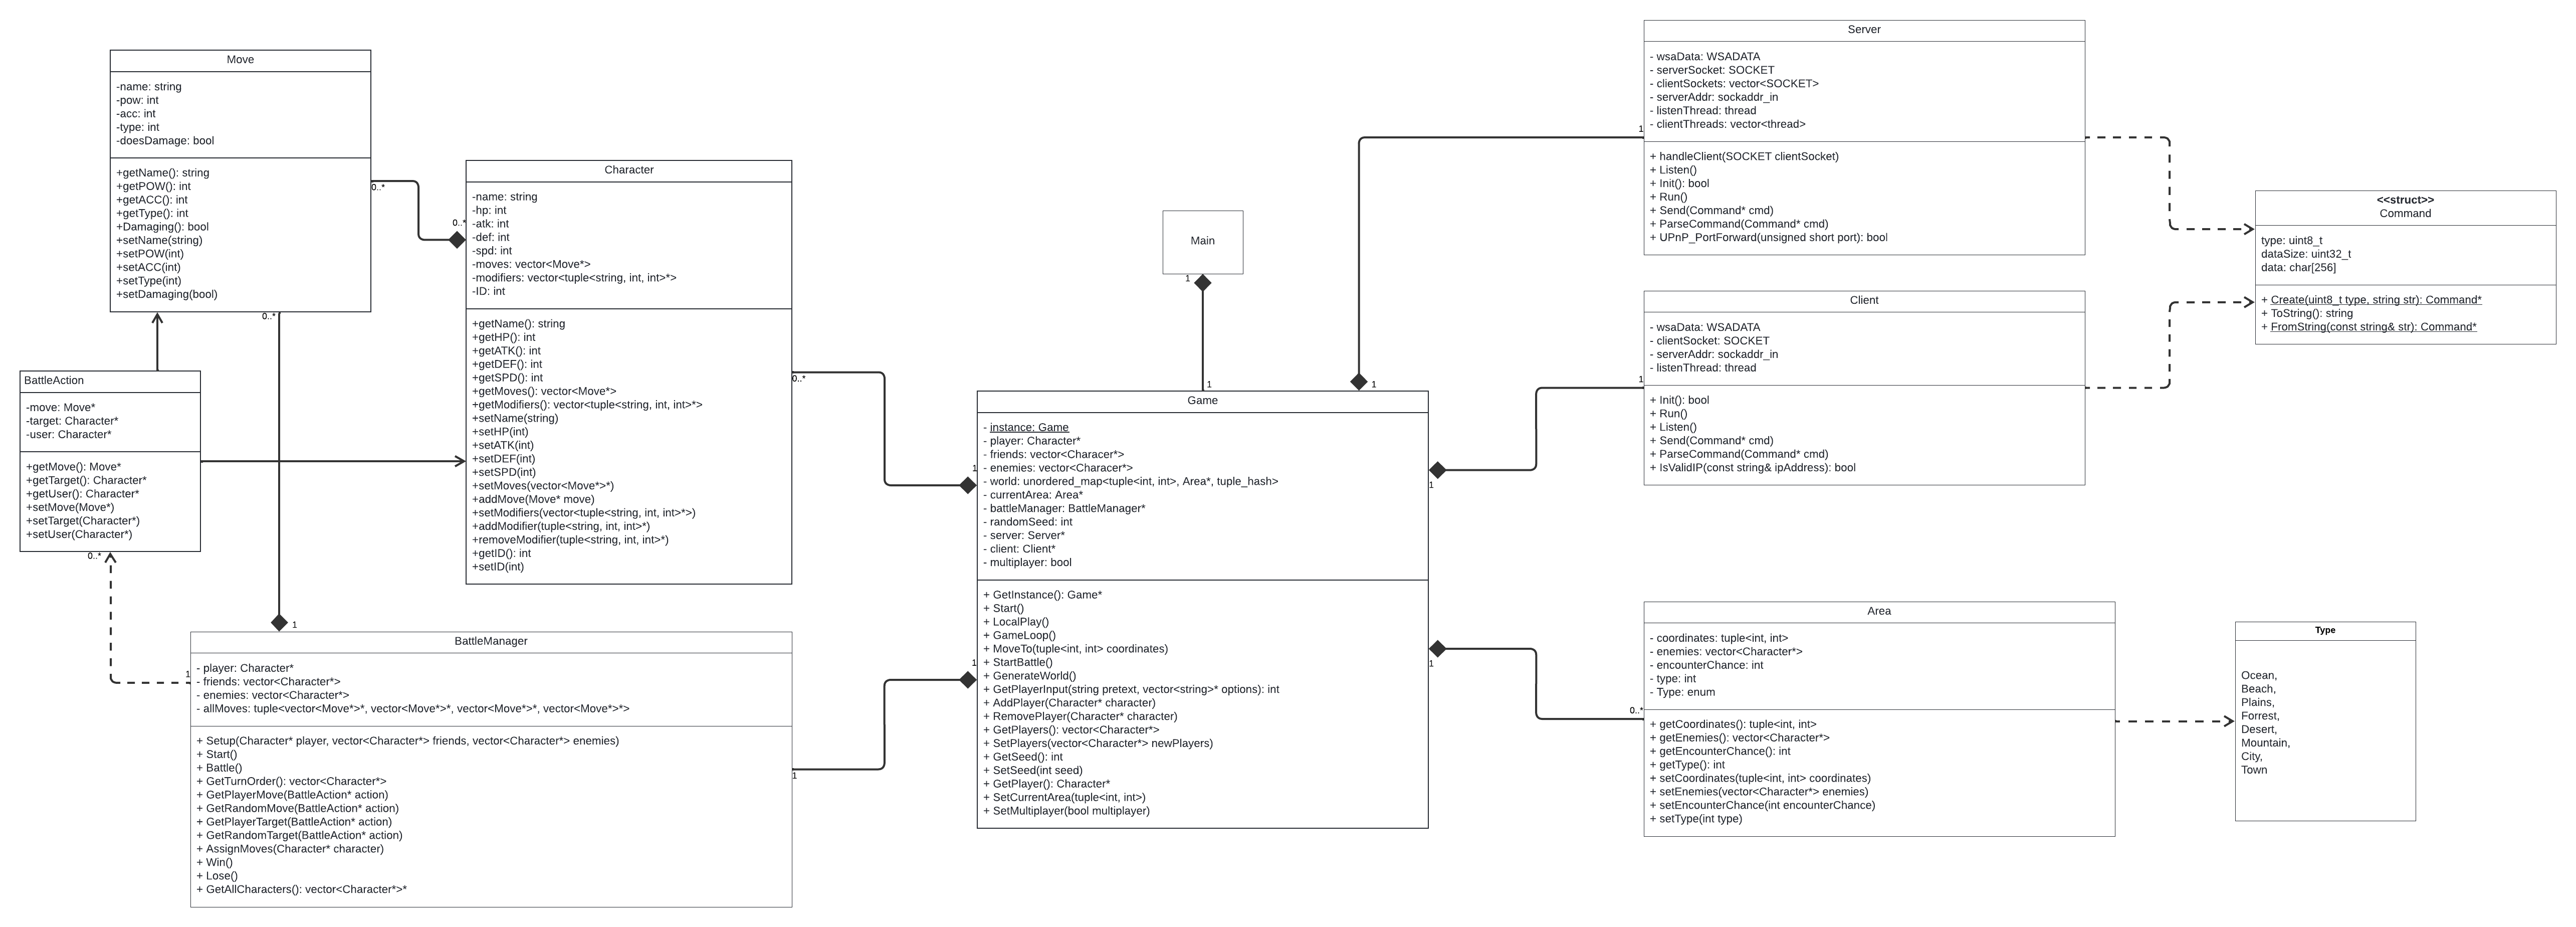 Move
-name: string
-pow: int
-acc: int
-type: int
-doesDamage: bool
+getName(): string
+getPOW(): int
+getACC(): int
+getType(): int
+Damaging(): bool
+setName(string)
+setPOW(int)
+setACC(int)
+setType(int)
+setDamaging(bool)
0..*
0..*
0..*
BattleAction
-move: Move*
-target: Character*
-user: Character*
+getMove(): Move*
+getTarget(): Character*
+getUser(): Character*
+setMove(Move*)
+setTarget(Character*)
+setUser(Character*)
0..*
1
1
Character
-name: string
-hp: int
-atk: int
-def: int
-spd: int
-moves: vector<Move*>
-modifiers: vector<tuple<string, int, int>*>
-ID: int
+getName(): string
+getHP(): int
+getATK(): int
+getDEF(): int
+getSPD(): int
+getMoves(): vector<Move*>
+getModifiers(): vector<tuple<string, int, int>*>
+setName(string)
+setHP(int)
+setATK(int)
+setDEF(int)
+setSPD(int)
+setMoves(vector<Move*>*)
+addMove(Move* move)
+setModifiers(vector<tuple<string, int, int>*>)
+addModifier(tuple<string, int, int>*)
+removeModifier(tuple<string, int, int>*)
+getID(): int
+setID(int)
0..*
1
BattleManager
- player: Character*
- friends: vector<Character*>
- enemies: vector<Character*>
- allMoves: tuple<vector<Move*>*, vector<Move*>*, vector<Move*>*, vector<Move*>*>
+ Setup(Character* player, vector<Character*> friends, vector<Character*> enemies)
+ Start()
+ Battle()
+ GetTurnOrder(): vector<Character*>
+ GetPlayerMove(BattleAction* action)
+ GetRandomMove(BattleAction* action)
+ GetPlayerTarget(BattleAction* action)
+ GetRandomTarget(BattleAction* action)
+ AssignMoves(Character* character)
+ Win()
+ Lose()
+ GetAllCharacters(): vector<Character*>*
1
1
Main
1
1
1
Game
- instance: Game
- player: Character*
- friends: vector<Characer*>
- enemies: vector<Characer*>
- world: unordered_map<tuple<int, int>, Area*, tuple_hash>
- currentArea: Area*
- battleManager: BattleManager*
- randomSeed: int
- server: Server*
- client: Client*
- multiplayer: bool
+ GetInstance(): Game*
+ Start()
+ LocalPlay()
+ GameLoop()
+ MoveTo(tuple<int, int> coordinates)
+ StartBattle()
+ GenerateWorld()
+ GetPlayerInput(string pretext, vector<string>* options): int
+ AddPlayer(Character* character)
+ RemovePlayer(Character* character)
+ GetPlayers(): vector<Character*>
+ SetPlayers(vector<Character*> newPlayers)
+ GetSeed(): int
+ SetSeed(int seed)
+ GetPlayer(): Character*
+ SetCurrentArea(tuple<int, int>)
+ SetMultiplayer(bool multiplayer)
1
1
Server
- wsaData: WSADATA
- serverSocket: SOCKET
- clientSockets: vector<SOCKET>
- serverAddr: sockaddr_in
- listenThread: thread
- clientThreads: vector<thread>
+ handleClient(SOCKET clientSocket)
+ Listen()
+ Init(): bool
+ Run()
+ Send(Command* cmd)
+ ParseCommand(Command* cmd)
+ UPnP_PortForward(unsigned short port): bool
1
Client
- wsaData: WSADATA
- clientSocket: SOCKET
- serverAddr: sockaddr_in
- listenThread: thread
+ Init(): bool
+ Run()
+ Listen()
+ Send(Command* cmd)
+ ParseCommand(Command* cmd)
+ IsValidIP(const string& ipAddress): bool
1
<<struct>>
Command
type: uint8_t
dataSize: uint32_t
data: char[256]
+ Create(uint8_t type, string str): Command*
+ ToString(): string
+ FromString(const string& str): Command*
Area
- coordinates: tuple<int, int>
- enemies: vector<Character*>
- encounterChance: int
- type: int
- Type: enum
+ getCoordinates(): tuple<int, int>
+ getEnemies(): vector<Character*>
+ getEncounterChance(): int
+ getType(): int
+ setCoordinates(tuple<int, int> coordinates)
+ setEnemies(vector<Character*> enemies)
+ setEncounterChance(int encounterChance)
+ setType(int type)
0..*
Type
Ocean,
Beach,
Plains,
Forrest,
Desert,
Mountain,
City,
Town